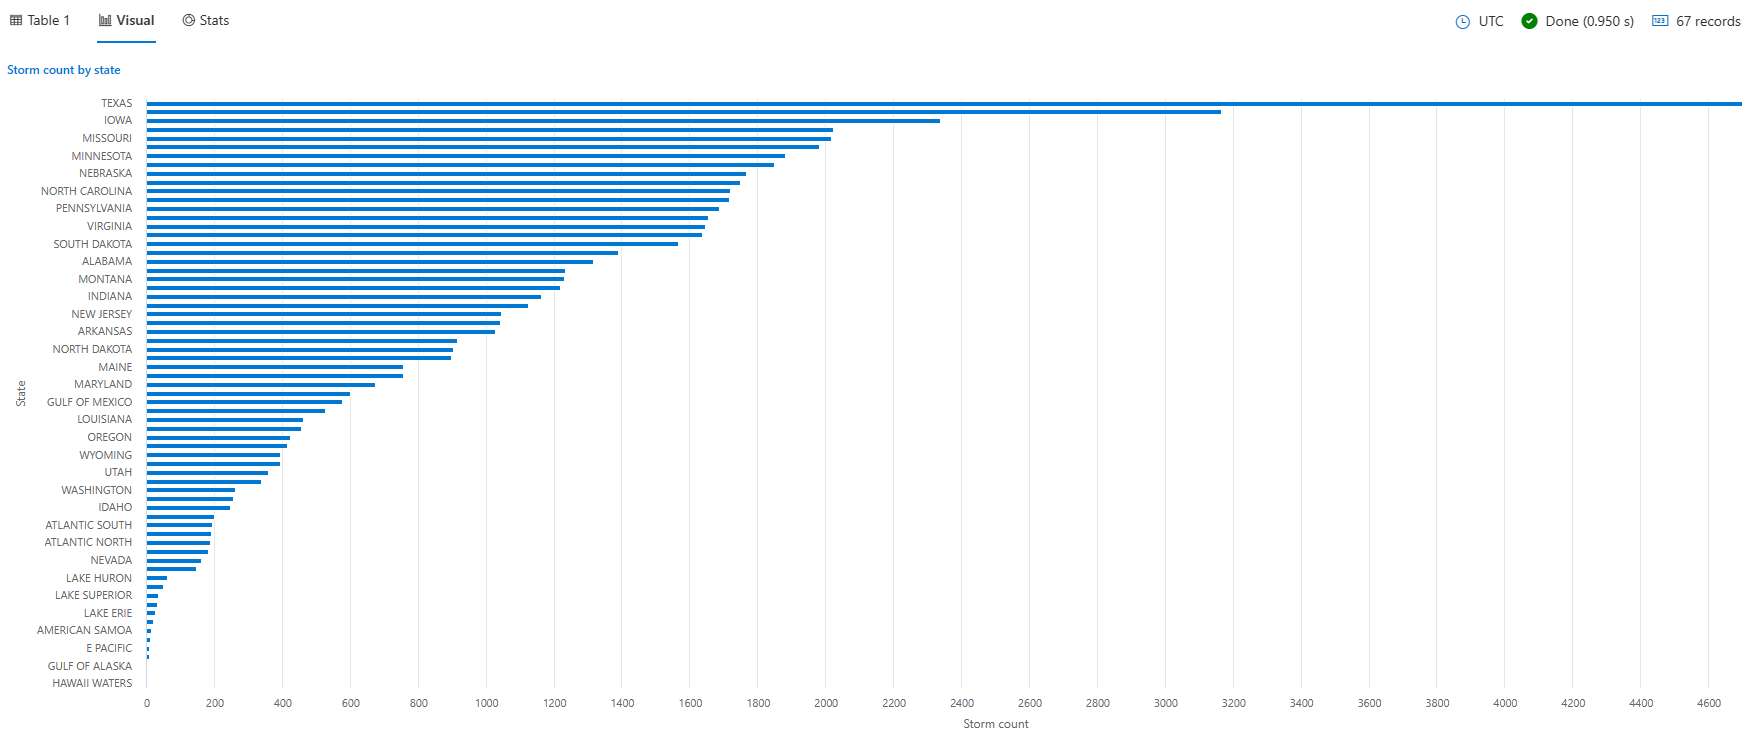 Table 1 Visual Stats UTC Done (0.950 s) 67 records
Storm count by state
TEXAS
IOWA
MISSOURI
MINNESOTA
NEBRASKA
NORTH CAROLINA
PENNSYLVANIA
VIRGINIA
SOUTH DAKOTA
ALABAMA
MONTANA
INDIANA
NEW JERSEY
ARKANSAS
NORTH DAKOTA
MAINE
MARYLAND
GULF OF MEXICO
LOUISIANA
OREGON
WYOMING
UTAH
WASHINGTON
IDAHO
ATLANTIC SOUTH
ATLANTIC NORTH
NEVADA
LAKE HURON
LAKE SUPERIOR
LAKE ERIE
AMERICAN SAMOA
E PACIFIC
GULF OF ALASKA
HAWAII WATERS
State
0 200 400 600 800 1000 1200 1400 1600 1800 2000 2200 2400 2600 2800 3000 3200 3400 3600 3800 4000 4200 4400 4600
Storm count